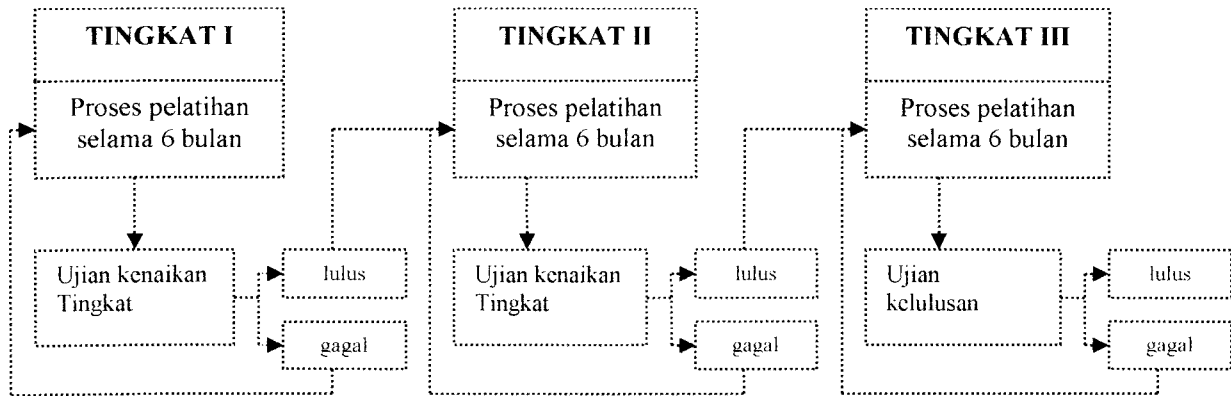 TINGKAT I
Proses pelatihan
selama 6 bulan
Ujian kenaikan
Tingkat
lulus
gagal
TINGKAT II
Proses pelatihan
selama 6 bulan
Ujian kenaikan
Tingkat
lulus
gagal
TINGKAT III
Proses pelatihan
selama 6 bulan
Ujian
kelulusan
lulus
gagal